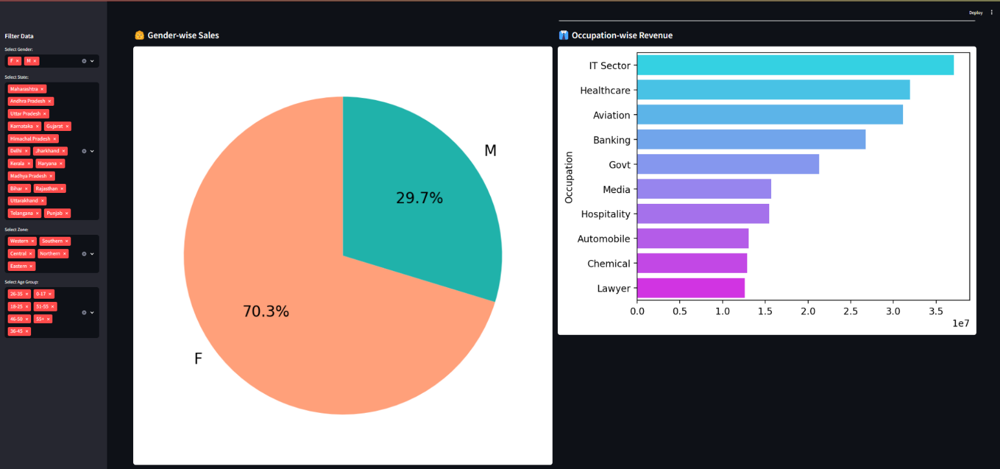 Deploy
Filter Data
Select Gender:
F × M ×
Select State:
Maharashtra ×
Andhra Pradesh ×
Uttar Pradesh ×
Karnataka × Gujarat ×
Himachal Pradesh ×
Delhi × Jharkhand ×
Kerala × Haryana ×
Madhya Pradesh ×
Bihar × Rajasthan ×
Uttarakhand ×
Telangana × Punjab ×
Select Zone:
Western × Southern ×
Central × Northern ×
Eastern ×
Select Age Group:
26-35 × 0-17 ×
18-25 × 51-55 ×
46-50 × 55+ ×
36-45 ×
Gender-wise Sales
M
29.7%
70.3%
F
Occupation-wise Revenue
Occupation
IT Sector
Healthcare
Aviation
Banking
Govt
Media
Hospitality
Automobile
Chemical
Lawyer
0.0 0.5 1.0 1.5 2.0 2.5 3.0 3.5
1e7